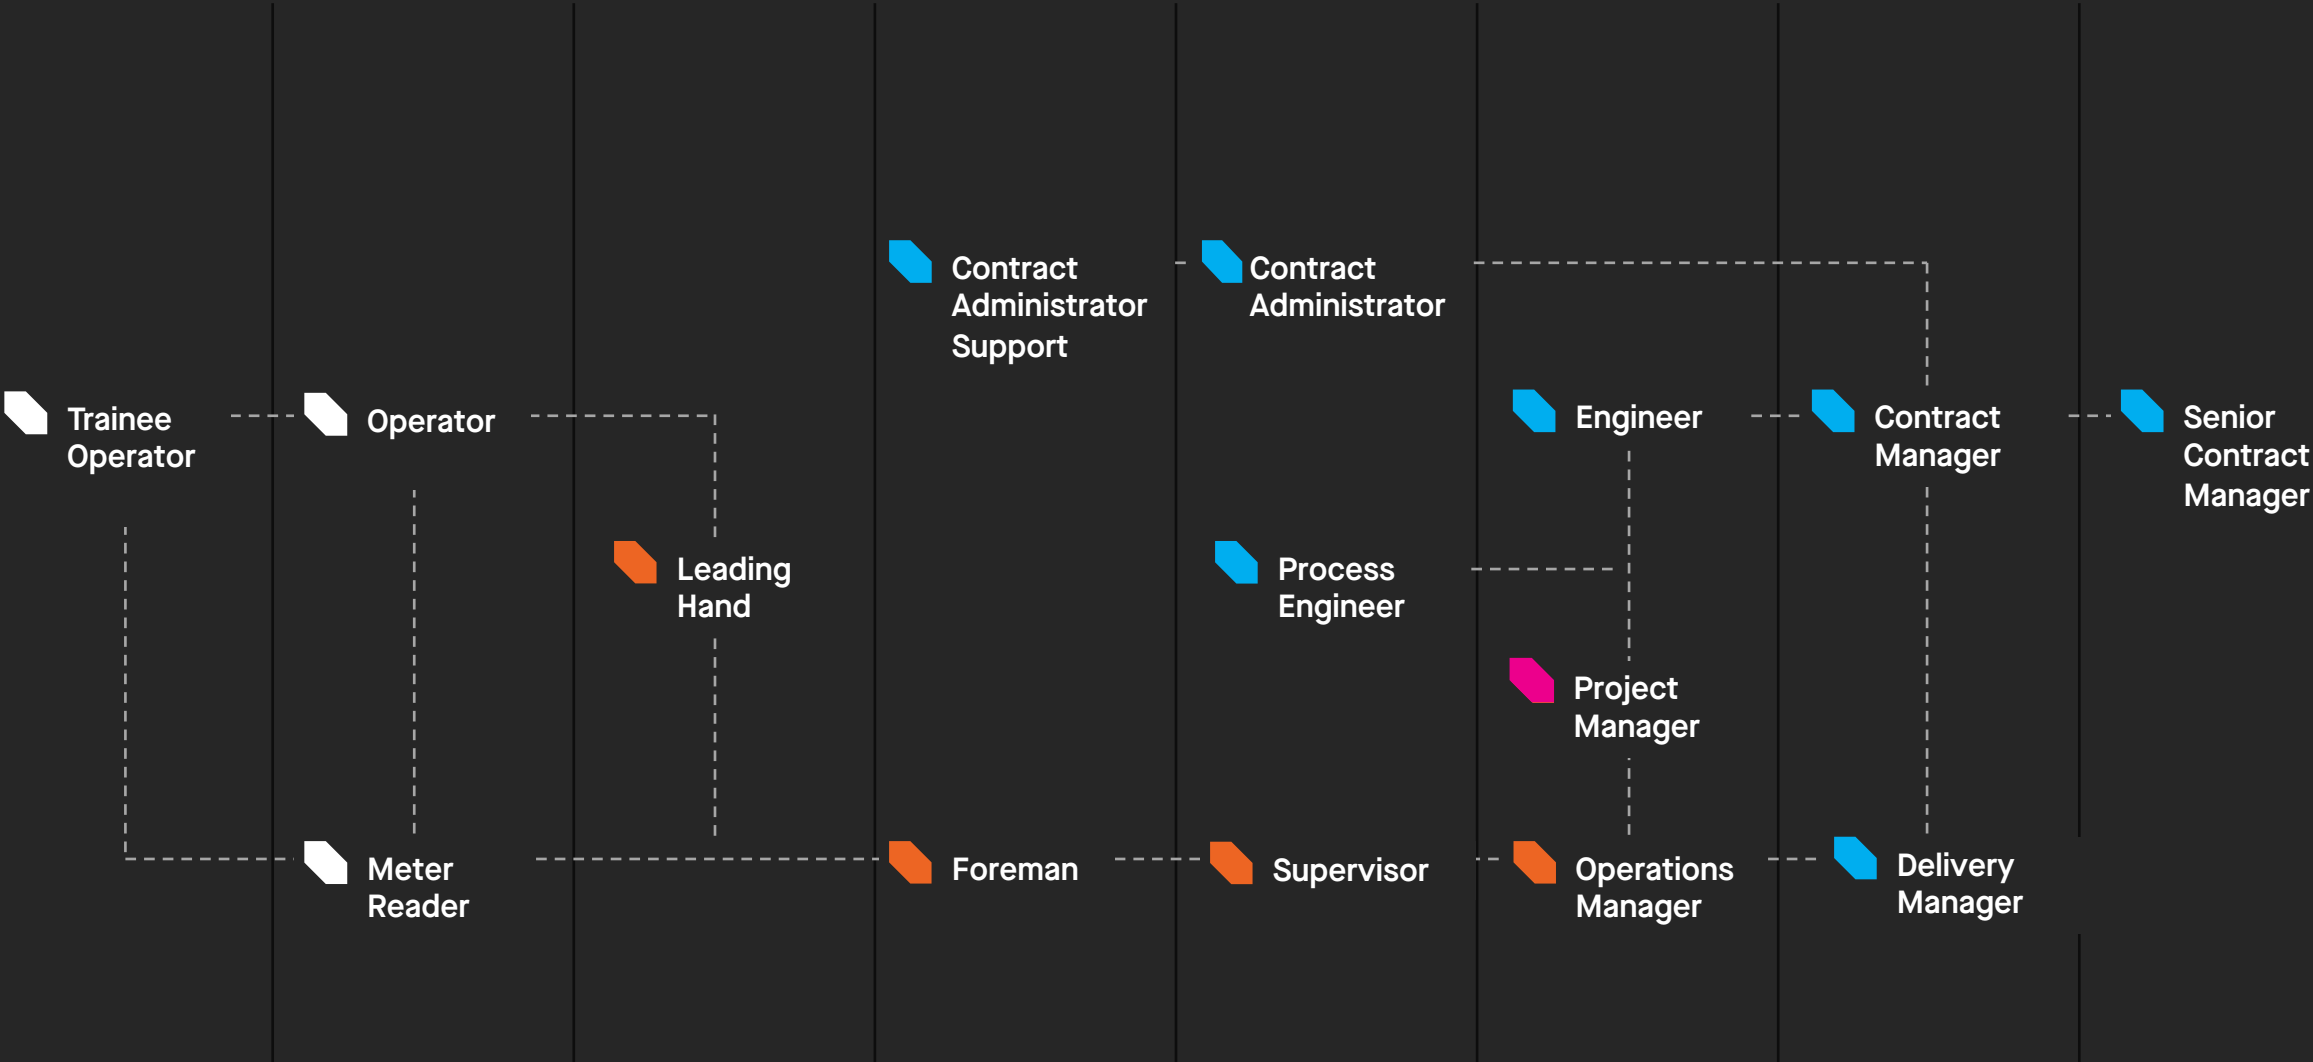 Contract
Administrator
Support
Contract
Administrator
Trainee
Operator
Operator
Engineer
Contract
Manager
Senior
Contract
Manager
Leading
Hand
Process
Engineer
Project
Manager
Meter
Reader
Foreman
Supervisor
Operations
Manager
Delivery
Manager